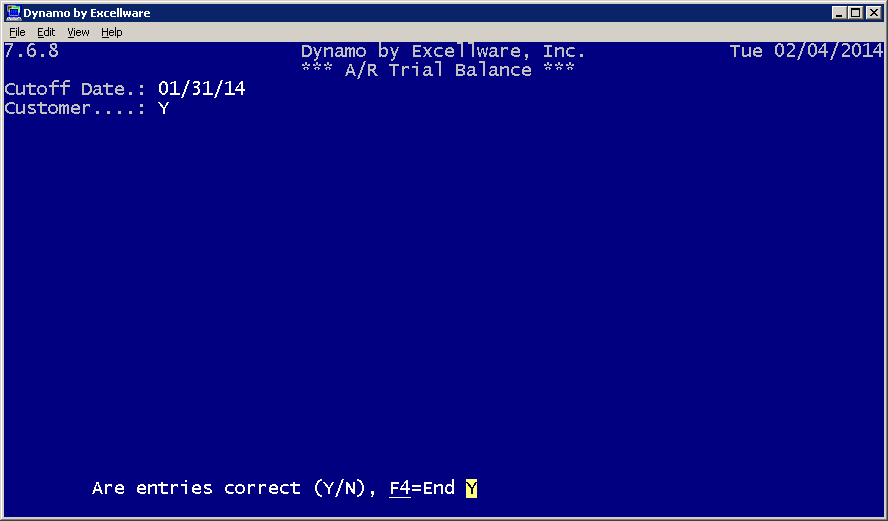 Dynamo by Excellware
File Edit View Help
7.6.8 Dynamo by Excellware, Inc. Tue 02/04/2014
*** A/R Trial Balance ***
Cutoff Date.: 01/31/14
Customer....: Y
Are entries correct (Y/N), F4=End Y